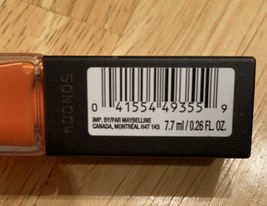 50N004
0 41554 49355 9
IMP. BY/PAR MAYBELLINE
CANADA, MONTRÉAL H4T 1K5 7.7 ml / 0.26 FL. OZ.